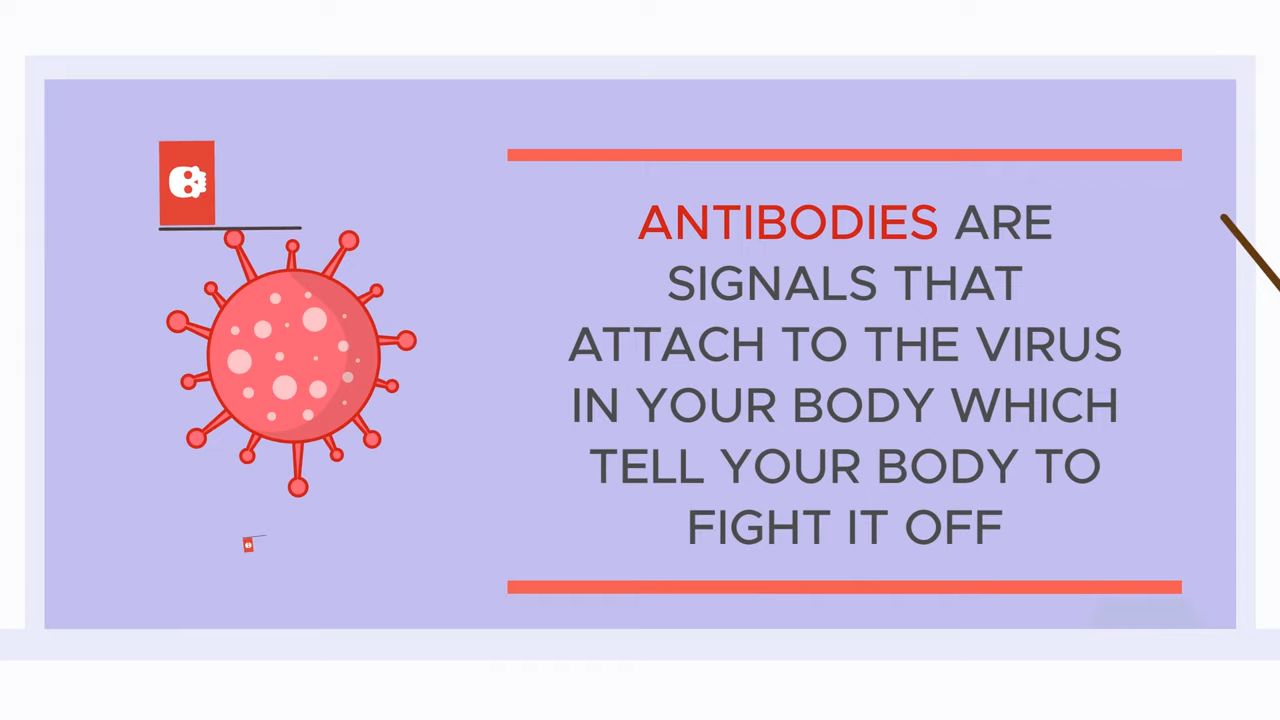 ANTIBODIES ARE
SIGNALS THAT
ATTACH TO THE VIRUS
IN YOUR BODY WHICH
TELL YOUR BODY TO
FIGHT IT OFF